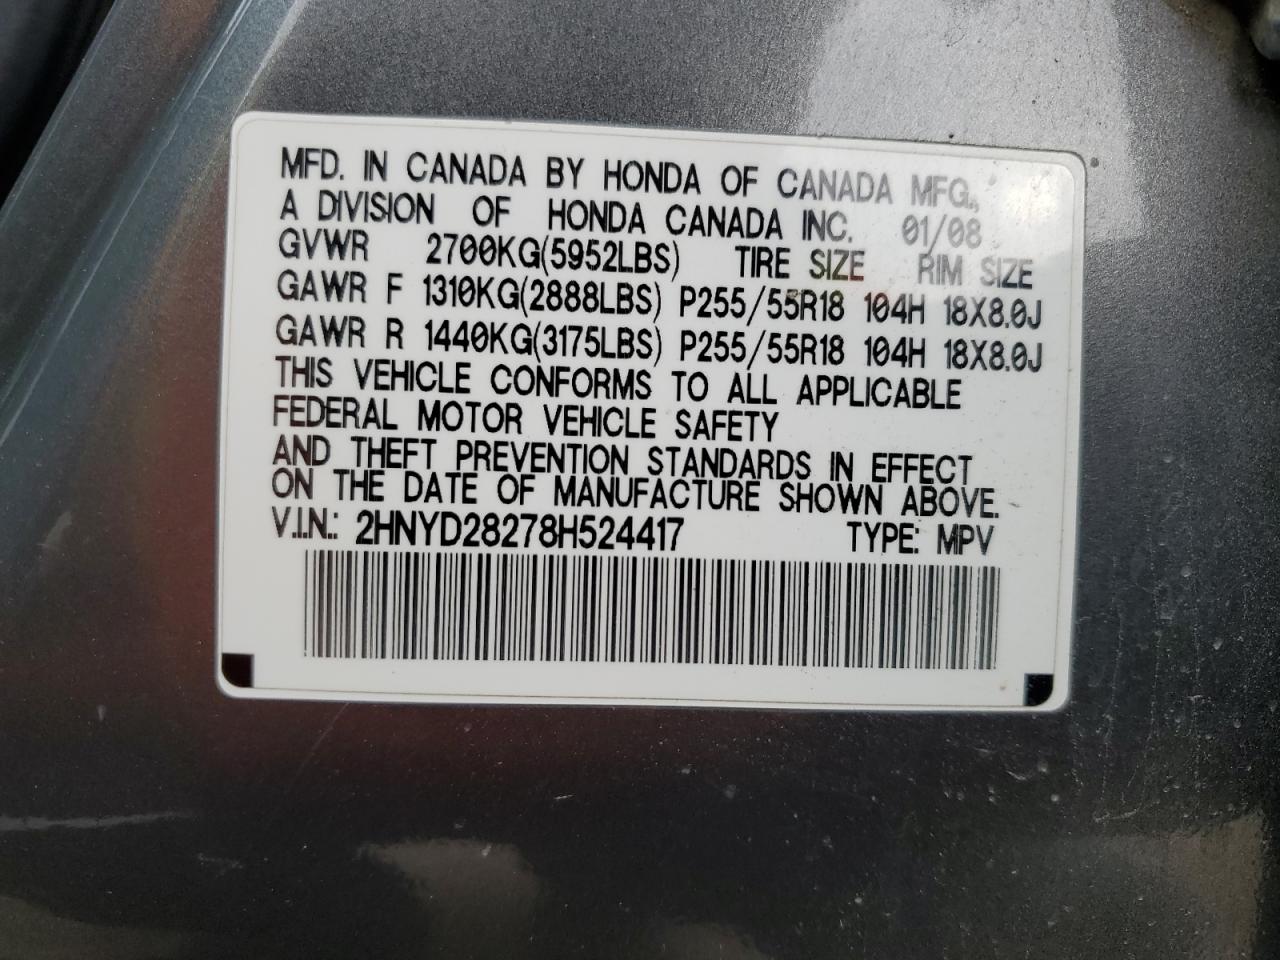 MFD. IN CANADA BY HONDA OF CANADA MFG.,
A DIVISION OF HONDA CANADA INC. 01/08
GVWR 2700KG(5952LBS) TIRE SIZE RIM SIZE
GAWR F 1310KG(2888LBS) P255/55R18 104H 18X8.0J
GAWR R 1440KG(3175LBS) P255/55R18 104H 18X8.0J
THIS VEHICLE CONFORMS TO ALL APPLICABLE
FEDERAL MOTOR VEHICLE SAFETY
AND THEFT PREVENTION STANDARDS IN EFFECT
ON THE DATE OF MANUFACTURE SHOWN ABOVE.
V.I.N.: 2HNYD28278H524417 TYPE: MPV